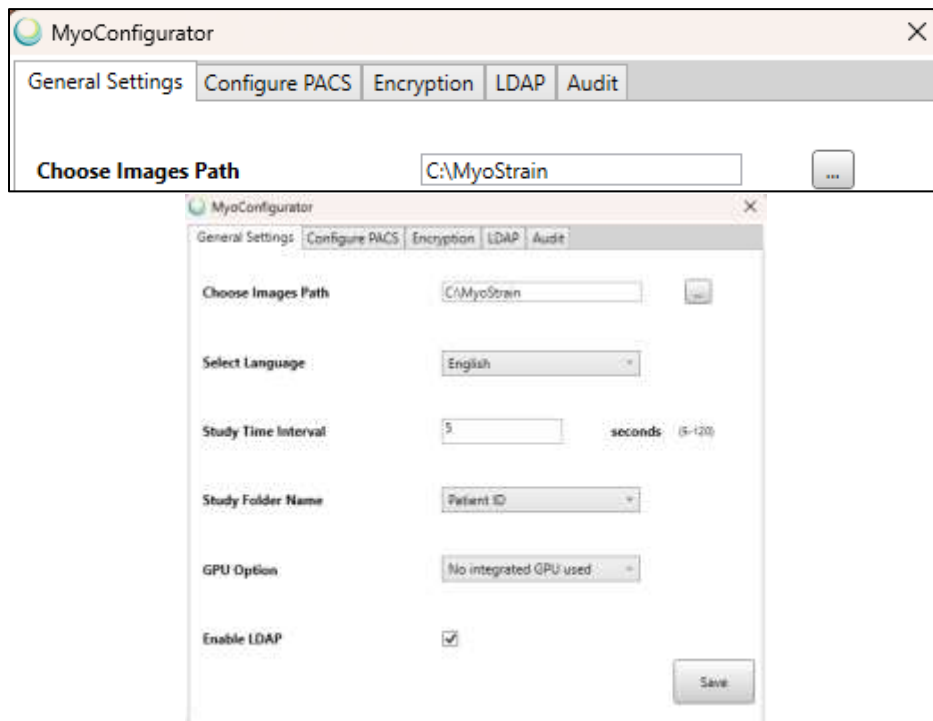 MyoConfigurator
General Settings Configure PACS Encryption LDAP Audit
Choose Images Path C:\MyoStrain ...
MyoConfigurator
General Settings Configure PACS Encryption LDAP Audit
Choose Images Path C:\MyoStrain ...
Select Language English
Study Time Interval 5 seconds (5-120)
Study Folder Name Patient ID
GPU Option No integrated GPU used
Enable LDAP
Save